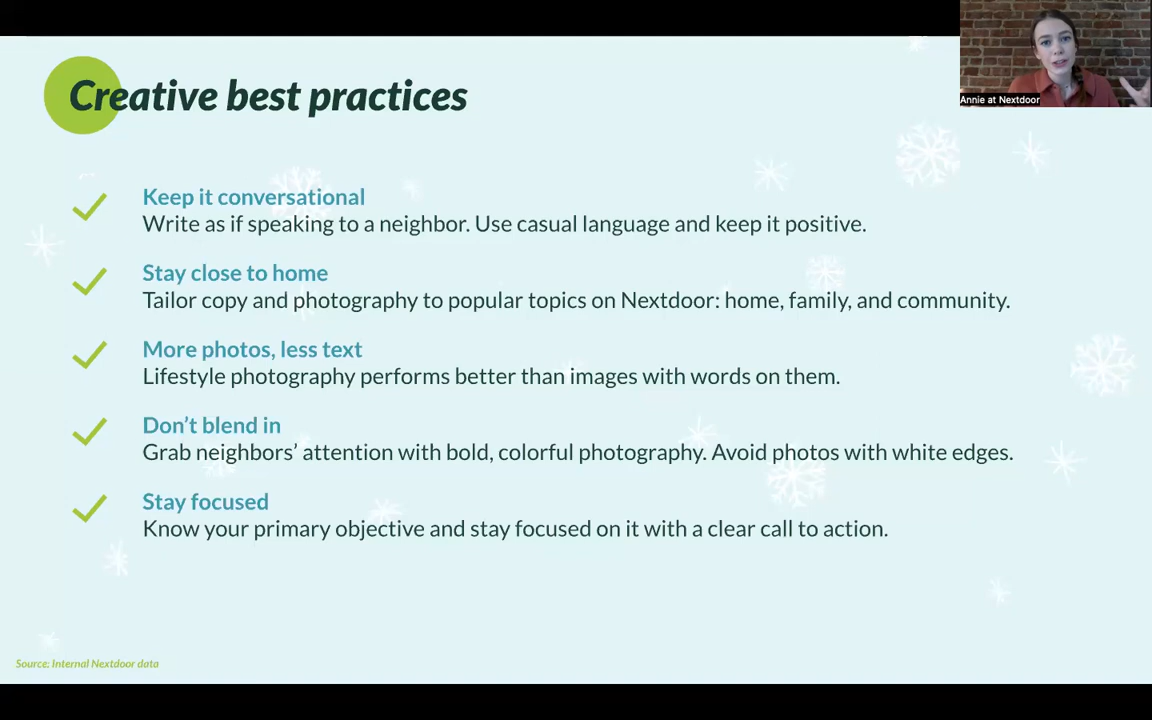 Creative best practices
Annie at Nextdoor
Keep it conversational
Write as if speaking to a neighbor. Use casual language and keep it positive.
Stay close to home
Tailor copy and photography to popular topics on Nextdoor: home, family, and community.
More photos, less text
Lifestyle photography performs better than images with words on them.
Don’t blend in
Grab neighbors’ attention with bold, colorful photography. Avoid photos with white edges.
Stay focused
Know your primary objective and stay focused on it with a clear call to action.
Source: Internal Nextdoor data